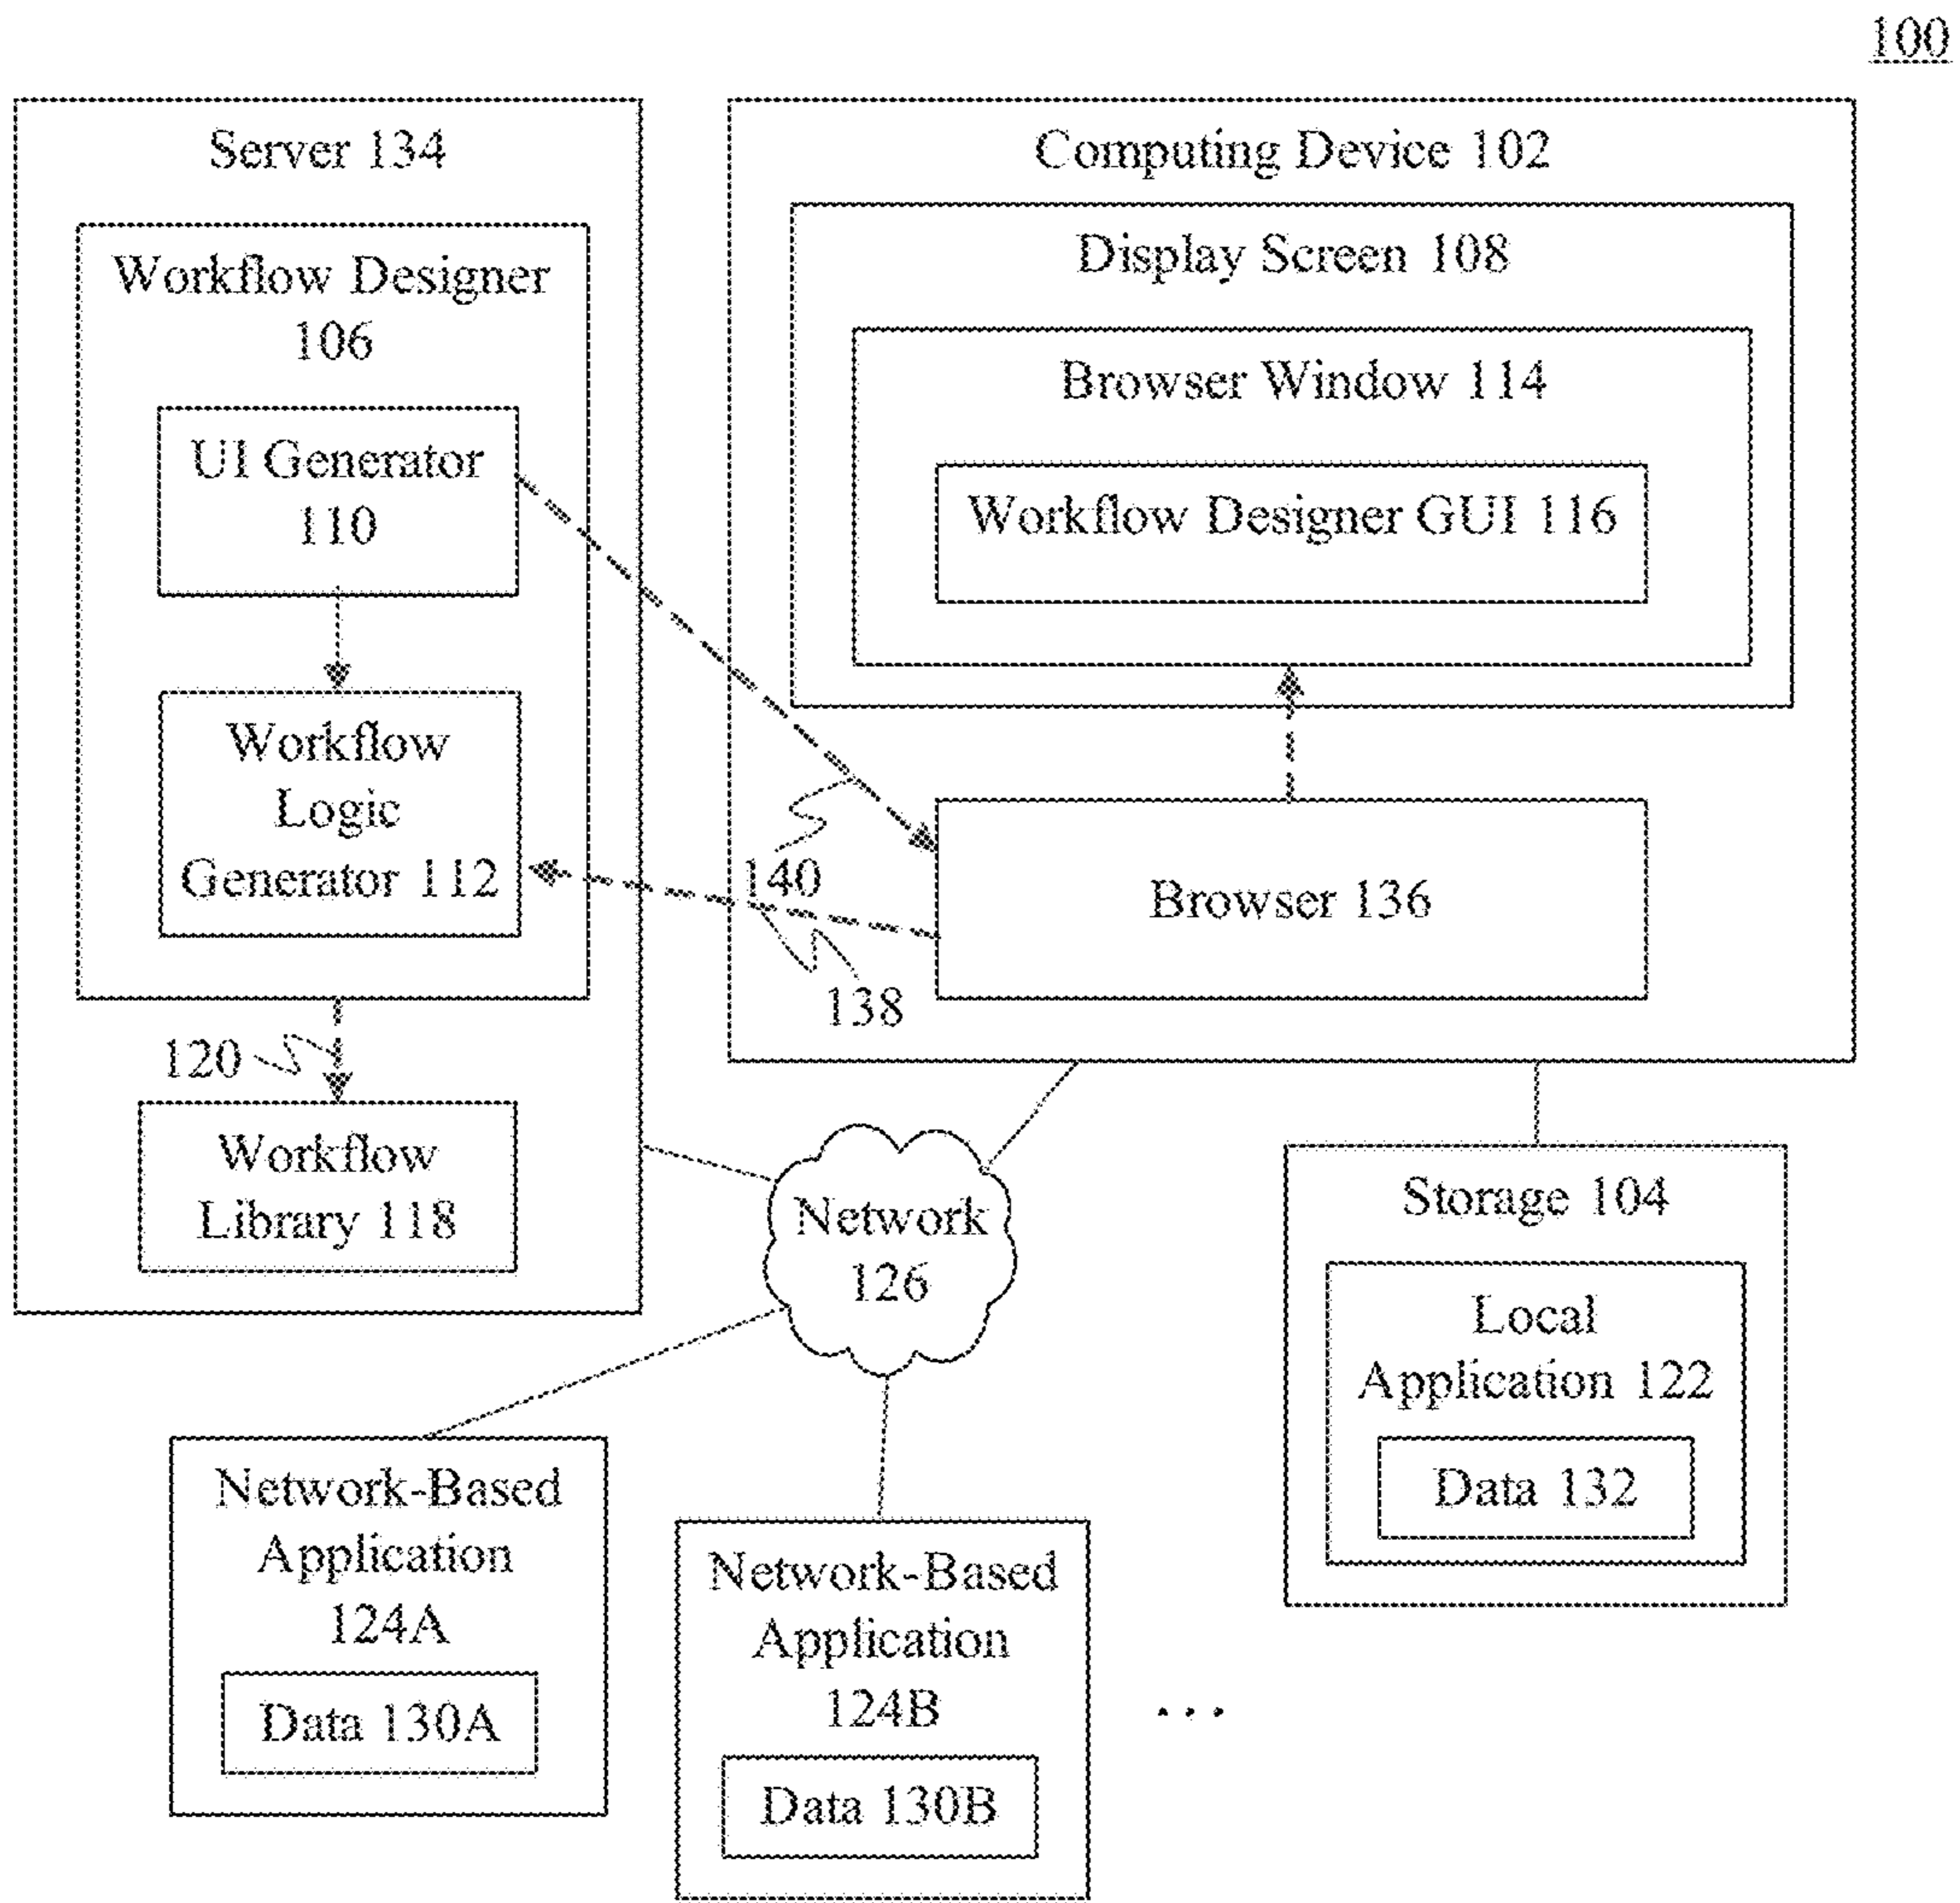 100
Server 134
Workflow Designer
106
UI Generator
110
Workflow
Logic
Generator 112
120
Workflow
Library 118
Computing Device 102
Display Screen 108
Browser Window 114
Workflow Designer GUI 116
140
Browser 136
138
Network
126
Storage 104
Local
Application 122
Data 132
Network-Based
Application
124A
Data 130A
Network-Based
Application
124B
Data 130B
...